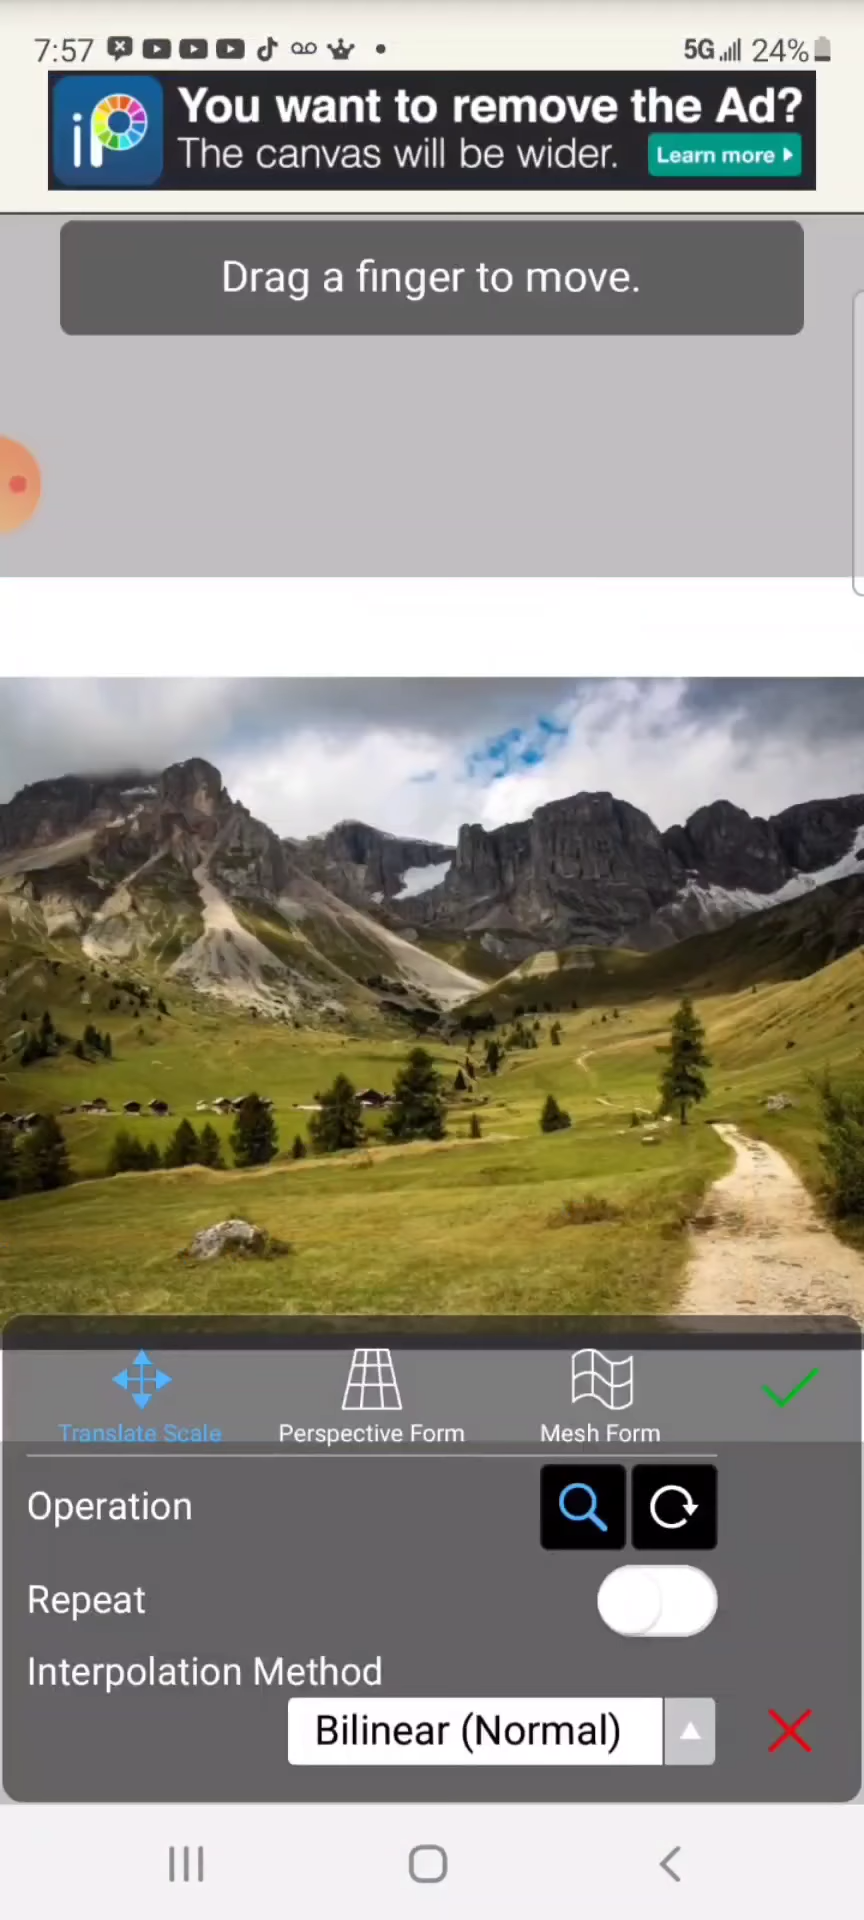 7:57
5G 24%
iP
You want to remove the Ad?
The canvas will be wider.
Learn more
Drag a finger to move.
Translate Scale
Perspective Form
Mesh Form
Operation
Repeat
Interpolation Method
Bilinear (Normal)